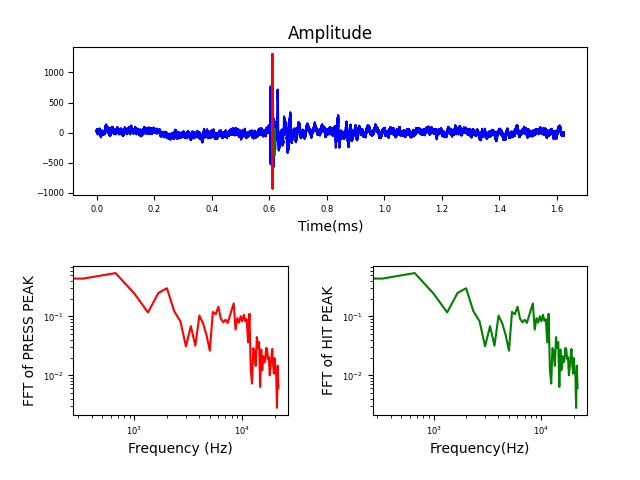 Amplitude
1000
500
0
−500
−1000
0.0 0.2 0.4 0.6 0.8 1.0 1.2 1.4 1.6
Time(ms)
FFT of PRESS PEAK
10⁻¹
10⁻²
10³ 10⁴
Frequency (Hz)
FFT of HIT PEAK
10⁻¹
10⁻²
10³ 10⁴
Frequency(Hz)